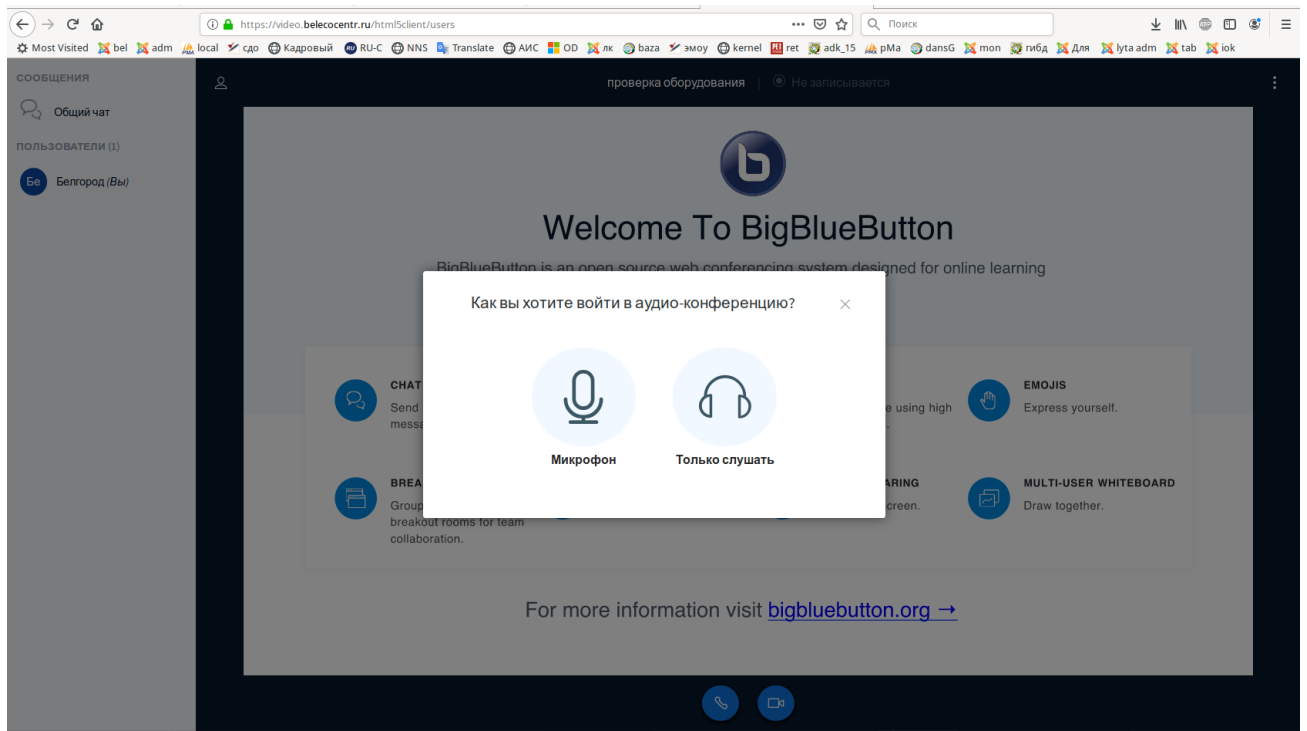 https://video.belecocentr.ru/html5client/users
Поиск
Most Visited bel adm local сдо Кадровый RU-C NNS Translate АИС OD лк baza эмоу kernel ret adk_15 pMa dansG mon гибд Для lyta adm tab iok
СООБЩЕНИЯ
Общий чат
ПОЛЬЗОВАТЕЛИ (1)
Бе Белгород (Вы)
проверка оборудования | Не записывается
b
Welcome To BigBlueButton
BigBlueButton is an open source web conferencing system designed for online learning
Как вы хотите войти в аудио-конференцию?
Микрофон
Только слушать
CHAT
Send
e using high
EMOJIS
Express yourself.
BREA
Group
breakout rooms for team
collaboration.
ARING
creen.
MULTI-USER WHITEBOARD
Draw together.
For more information visit bigbluebutton.org →